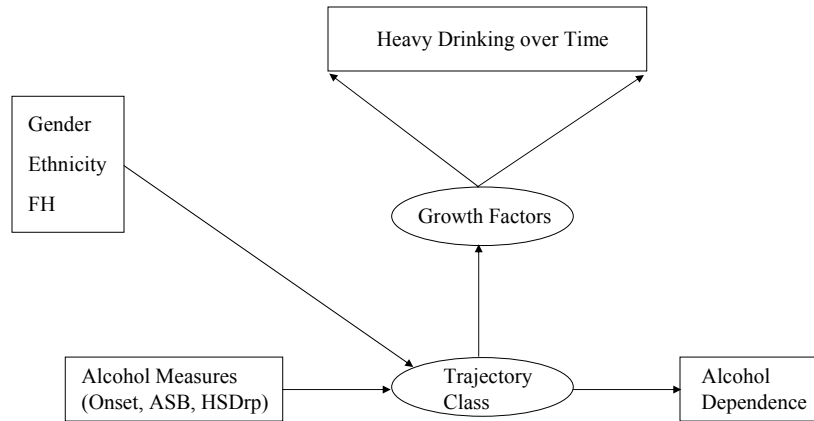 Heavy Drinking over Time
Gender
Ethnicity
FH
Growth Factors
Alcohol Measures
(Onset, ASB, HSDrp)
Trajectory
Class
Alcohol
Dependence